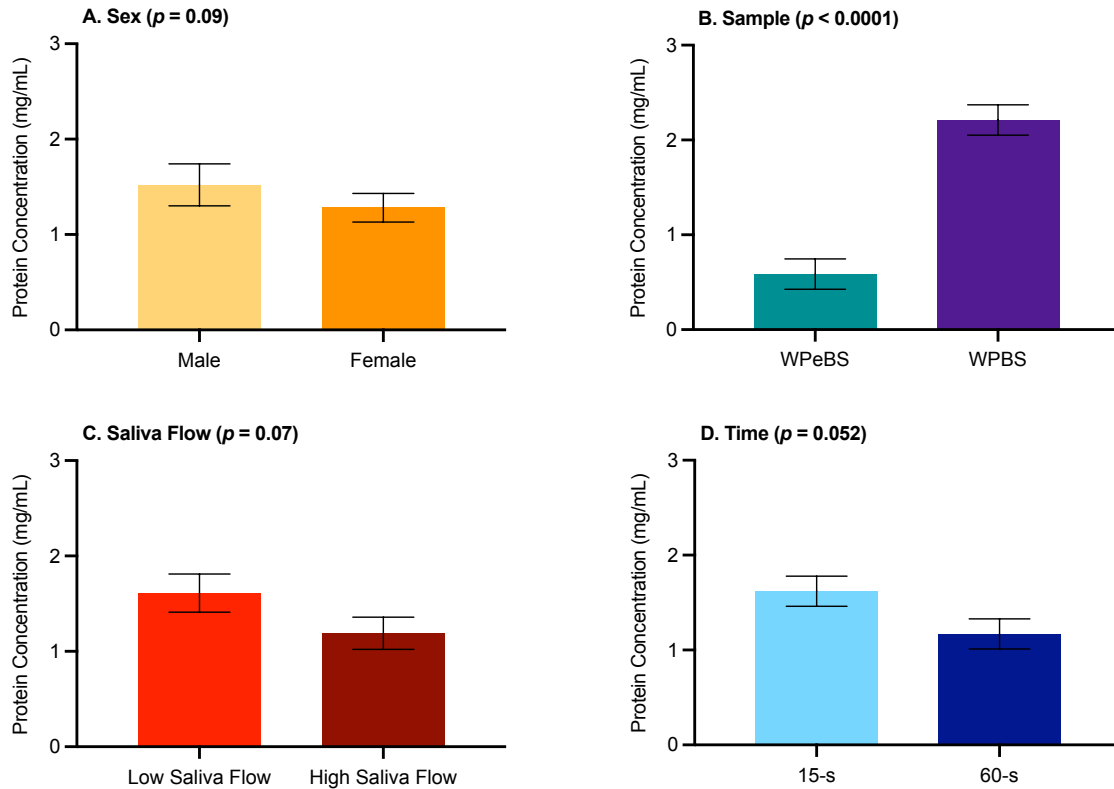 A. Sex (p = 0.09)
Protein Concentration (mg/mL)
3
2
1
0
Male Female
B. Sample (p < 0.0001)
Protein Concentration (mg/mL)
3
2
1
0
WPeBS WPBS
C. Saliva Flow (p = 0.07)
Protein Concentration (mg/mL)
3
2
1
0
Low Saliva Flow High Saliva Flow
D. Time (p = 0.052)
Protein Concentration (mg/mL)
3
2
1
0
15-s 60-s